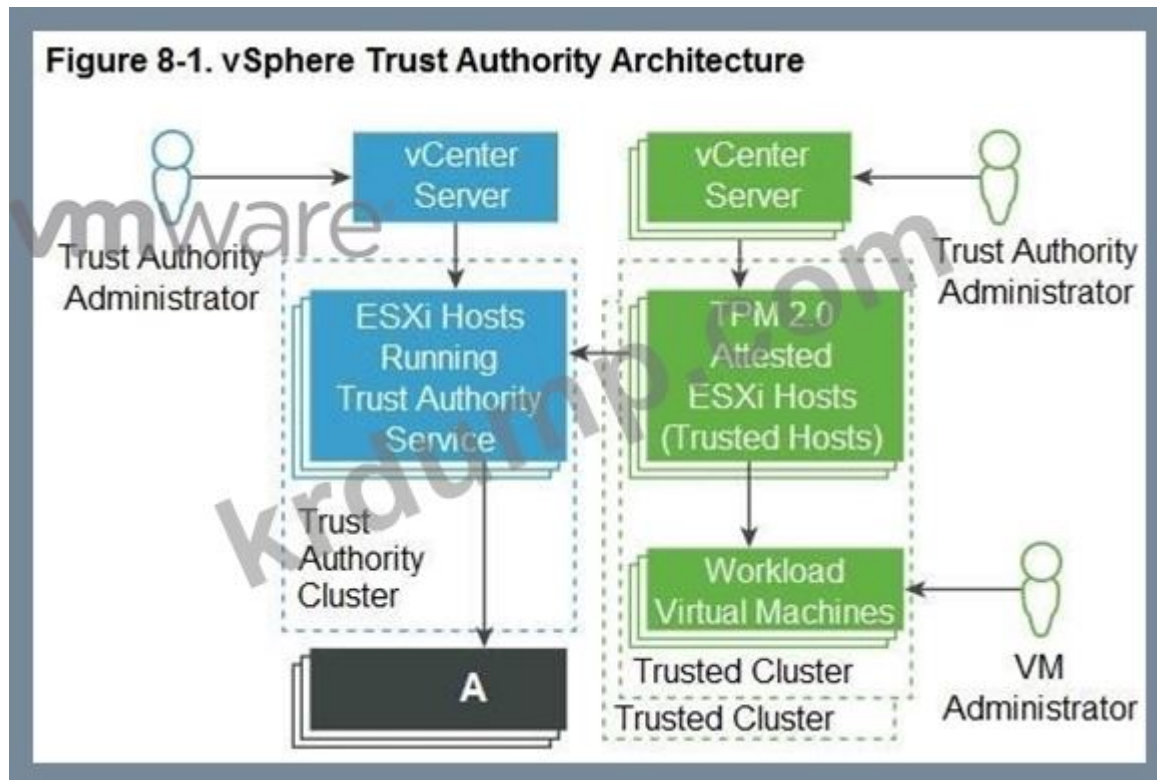 Figure 8-1. vSphere Trust Authority Architecture
vCenter
Server
vCenter
Server
vmware
Trust Authority
Administrator
Trust Authority
Administrator
ESXi Hosts
Running
Trust Authority
Service
TPM 2.0
Attested
ESXi Hosts
(Trusted Hosts)
krdump.com
Trust
Authority
Cluster
Workload
Virtual Machines
A
Trusted Cluster
Trusted Cluster
VM
Administrator